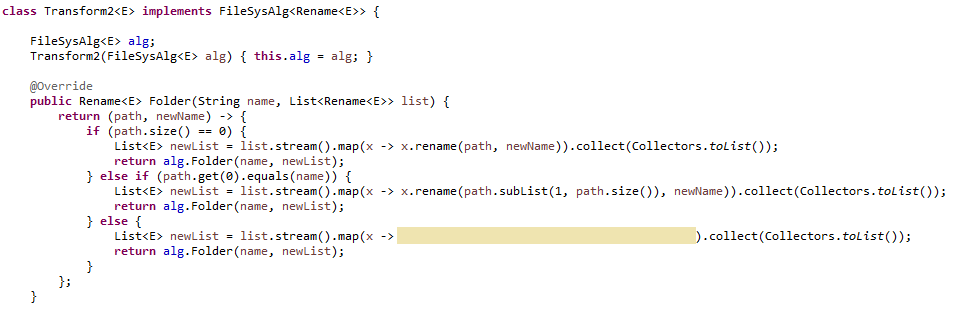 class Transform2<E> implements FileSysAlg<Rename<E>> {
FileSysAlg<E> alg;
Transform2(FileSysAlg<E> alg) { this.alg = alg; }
@Override
public Rename<E> Folder(String name, List<Rename<E>> list) {
return (path, newName) -> {
if (path.size() == 0) {
List<E> newList = list.stream().map(x -> x.rename(path, newName)).collect(Collectors.toList());
return alg.Folder(name, newList);
} else if (path.get(0).equals(name)) {
List<E> newList = list.stream().map(x -> x.rename(path.subList(1, path.size()), newName)).collect(Collectors.toList());
return alg.Folder(name, newList);
} else {
List<E> newList = list.stream().map(x -> ).collect(Collectors.toList());
return alg.Folder(name, newList);
}
};
}